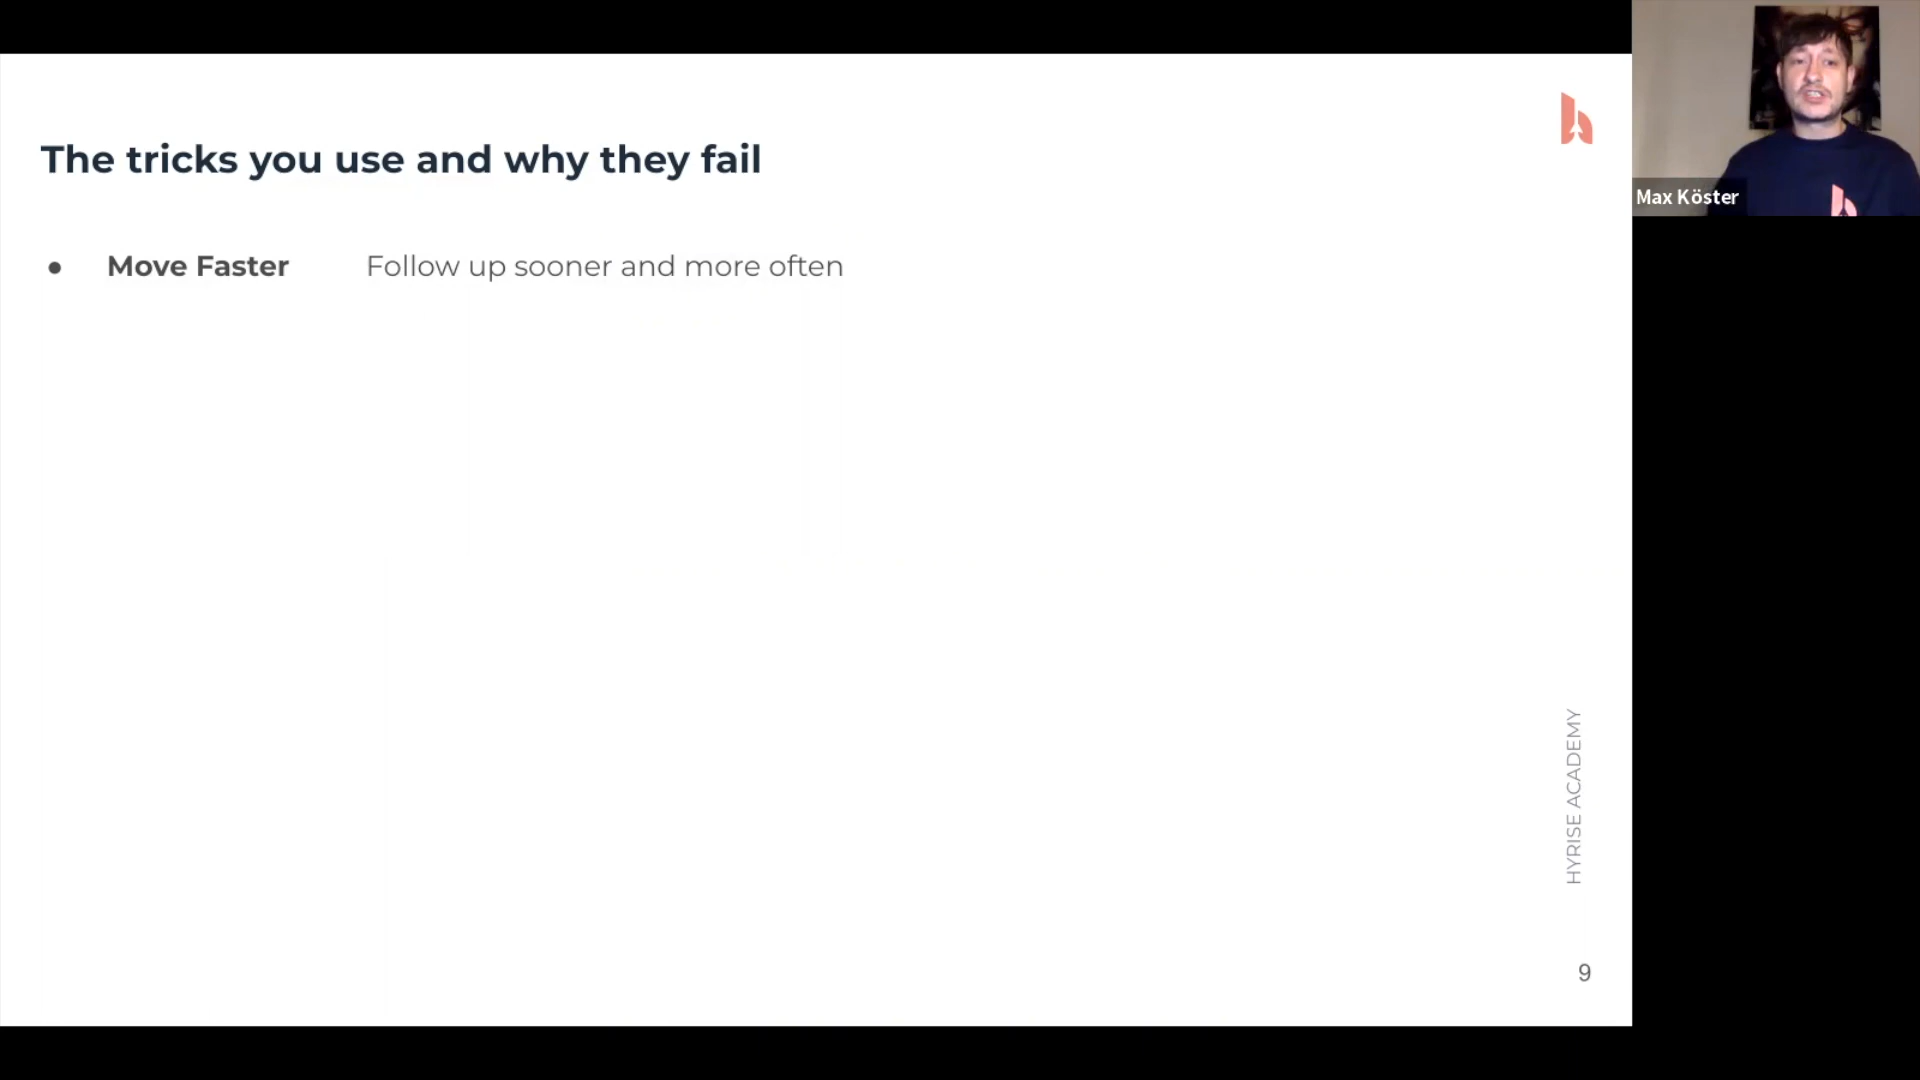 The tricks you use and why they fail
● Move Faster Follow up sooner and more often
HYRISE ACADEMY
9
Max Köster